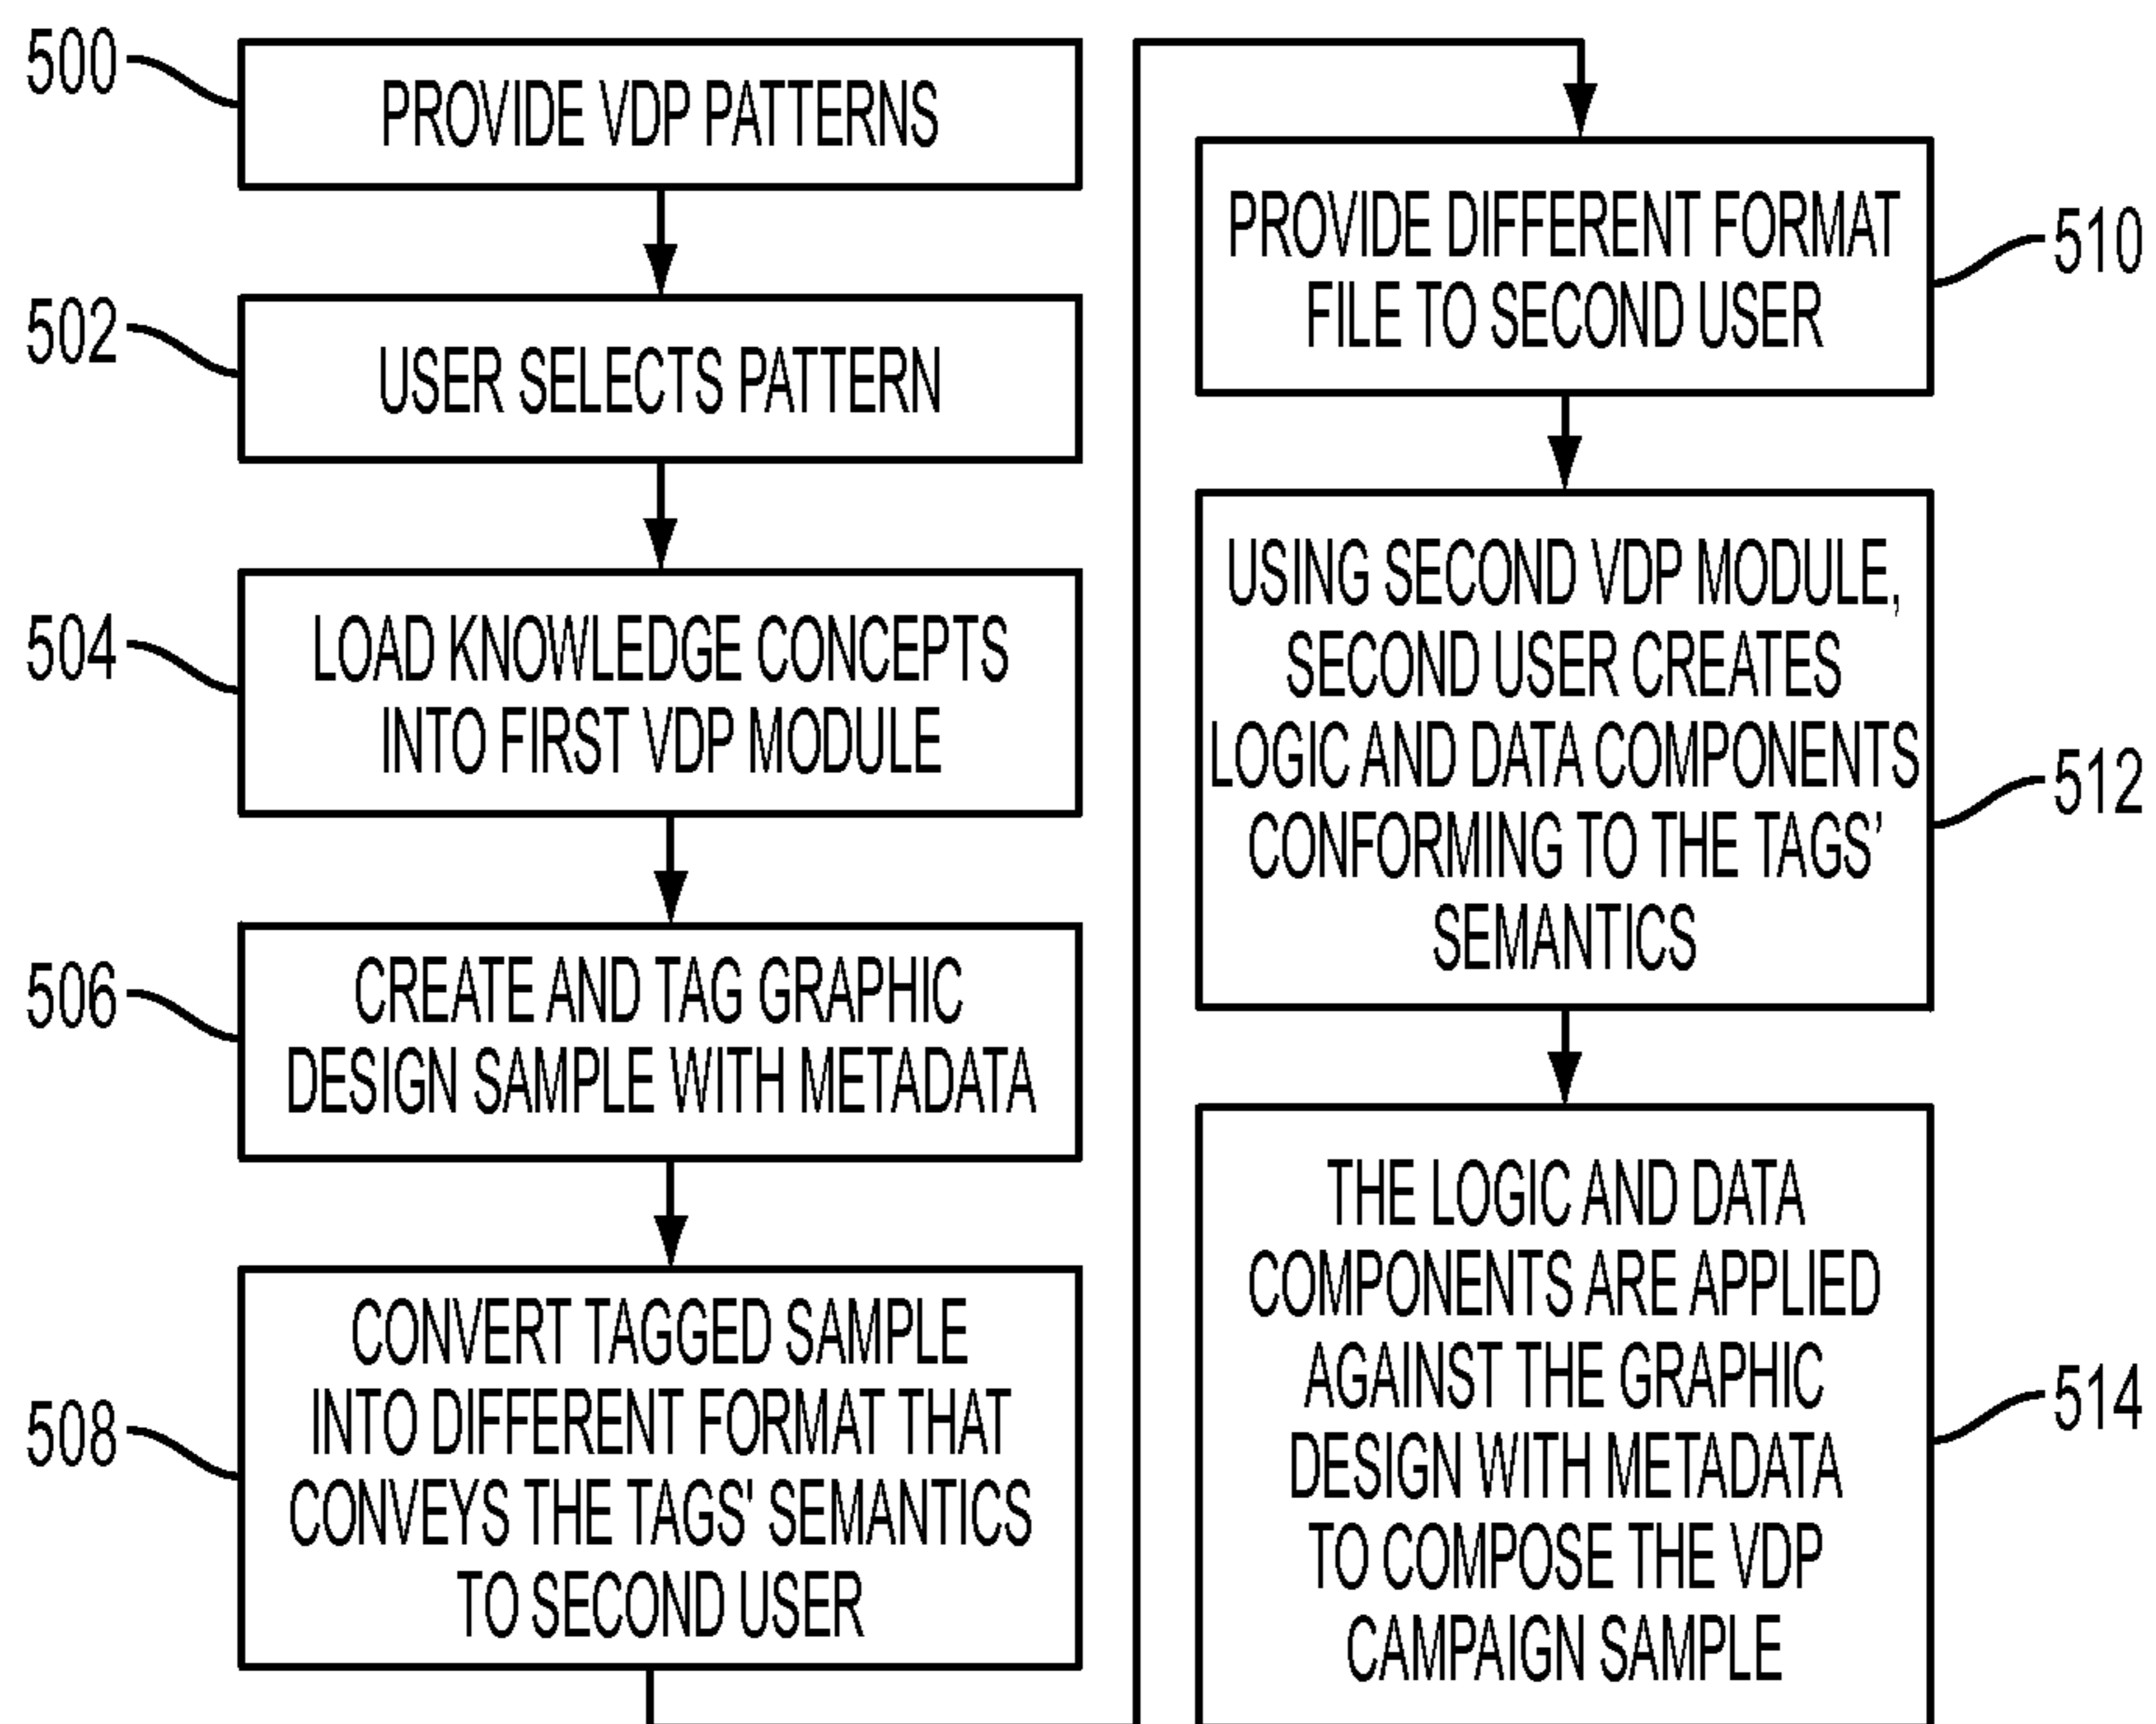 500
PROVIDE VDP PATTERNS
502
USER SELECTS PATTERN
504
LOAD KNOWLEDGE CONCEPTS
INTO FIRST VDP MODULE
506
CREATE AND TAG GRAPHIC
DESIGN SAMPLE WITH METADATA
508
CONVERT TAGGED SAMPLE
INTO DIFFERENT FORMAT THAT
CONVEYS THE TAGS' SEMANTICS
TO SECOND USER
PROVIDE DIFFERENT FORMAT
FILE TO SECOND USER
510
USING SECOND VDP MODULE,
SECOND USER CREATES
LOGIC AND DATA COMPONENTS
CONFORMING TO THE TAGS'
SEMANTICS
512
THE LOGIC AND DATA
COMPONENTS ARE APPLIED
AGAINST THE GRAPHIC
DESIGN WITH METADATA
TO COMPOSE THE VDP
CAMPAIGN SAMPLE
514